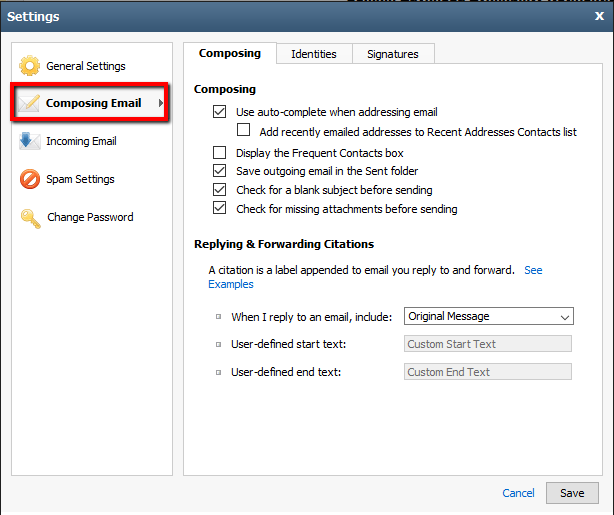 Settings
X
General Settings
Composing Email
Incoming Email
Spam Settings
Change Password
Composing
Identities
Signatures
Composing
Use auto-complete when addressing email
Add recently emailed addresses to Recent Addresses Contacts list
Display the Frequent Contacts box
Save outgoing email in the Sent folder
Check for a blank subject before sending
Check for missing attachments before sending
Replying & Forwarding Citations
A citation is a label appended to email you reply to and forward. See
Examples
When I reply to an email, include: Original Message
User-defined start text: Custom Start Text
User-defined end text: Custom End Text
Cancel Save